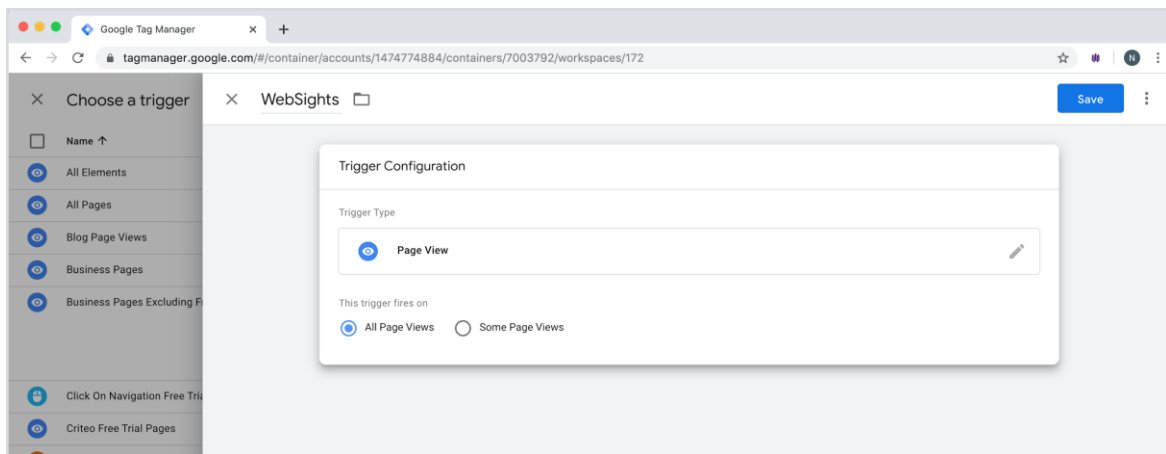 Google Tag Manager
tagmanager.google.com/#/container/accounts/1474774884/containers/7003792/workspaces/172
N
Choose a trigger
WebSights
Save
Name
Trigger Configuration
All Elements
All Pages
Trigger Type
Blog Page Views
Page View
Business Pages
Business Pages Excluding
This trigger fires on
All Page Views
Some Page Views
Click On Navigation Free
Criteo Free Trial Pages